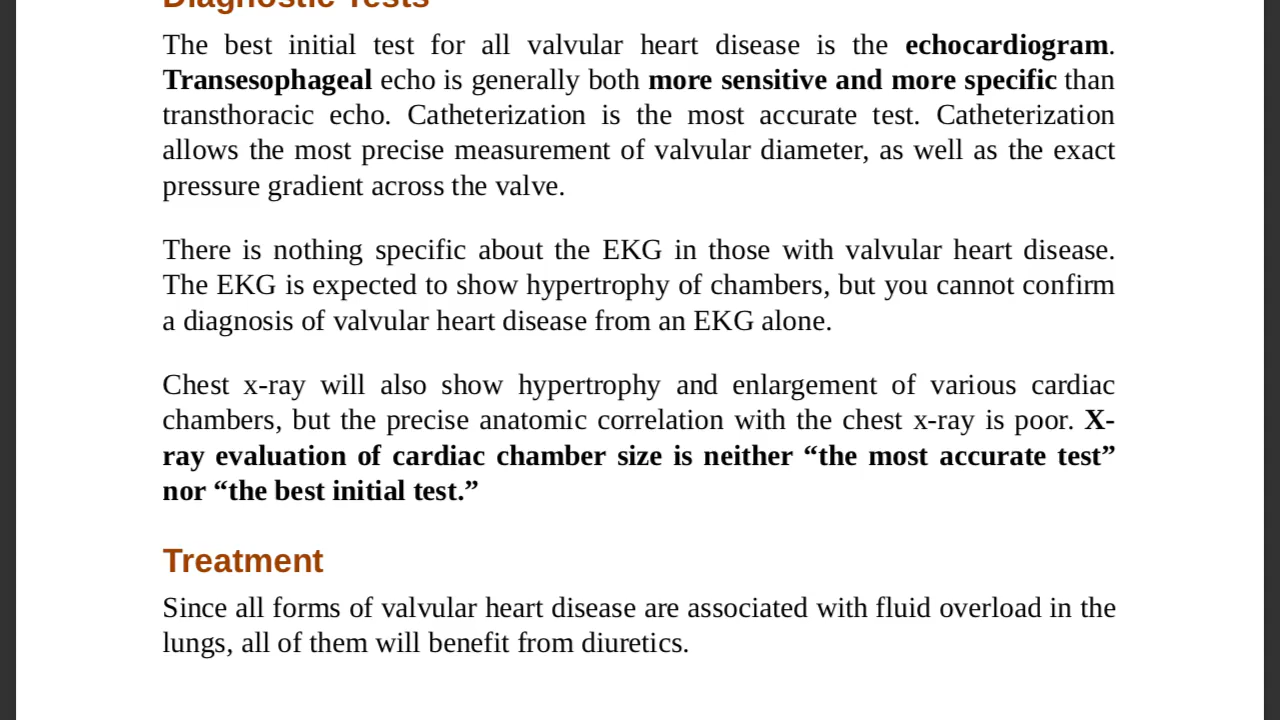 Diagnostic Tests
The best initial test for all valvular heart disease is the echocardiogram.
Transesophageal echo is generally both more sensitive and more specific than
transthoracic echo. Catheterization is the most accurate test. Catheterization
allows the most precise measurement of valvular diameter, as well as the exact
pressure gradient across the valve.
There is nothing specific about the EKG in those with valvular heart disease.
The EKG is expected to show hypertrophy of chambers, but you cannot confirm
a diagnosis of valvular heart disease from an EKG alone.
Chest x-ray will also show hypertrophy and enlargement of various cardiac
chambers, but the precise anatomic correlation with the chest x-ray is poor. X-
ray evaluation of cardiac chamber size is neither “the most accurate test”
nor “the best initial test.”
Treatment
Since all forms of valvular heart disease are associated with fluid overload in the
lungs, all of them will benefit from diuretics.